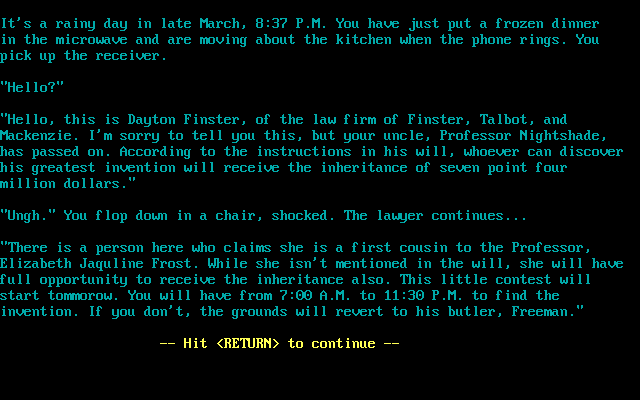 It's a rainy day in late March, 8:37 P.M. You have just put a frozen dinner
in the microwave and are moving about the kitchen when the phone rings. You
pick up the receiver.
"Hello?"
"Hello, this is Dayton Finster, of the law firm of Finster, Talbot, and
Mackenzie. I'm sorry to tell you this, but your uncle, Professor Nightshade,
has passed on. According to the instructions in his will, whoever can discover
his greatest invention will receive the inheritance of seven point four
million dollars."
"Ungh." You flop down in a chair, shocked. The lawyer continues...
"There is a person here who claims she is a first cousin to the Professor,
Elizabeth Jaquline Frost. While she isn't mentioned in the will, she will have
full opportunity to receive the inheritance also. This little contest will
start tommorow. You will have from 7:00 A.M. to 11:30 P.M. to find the
invention. If you don't, the grounds will revert to his butler, Freeman."
-- Hit <RETURN> to continue --